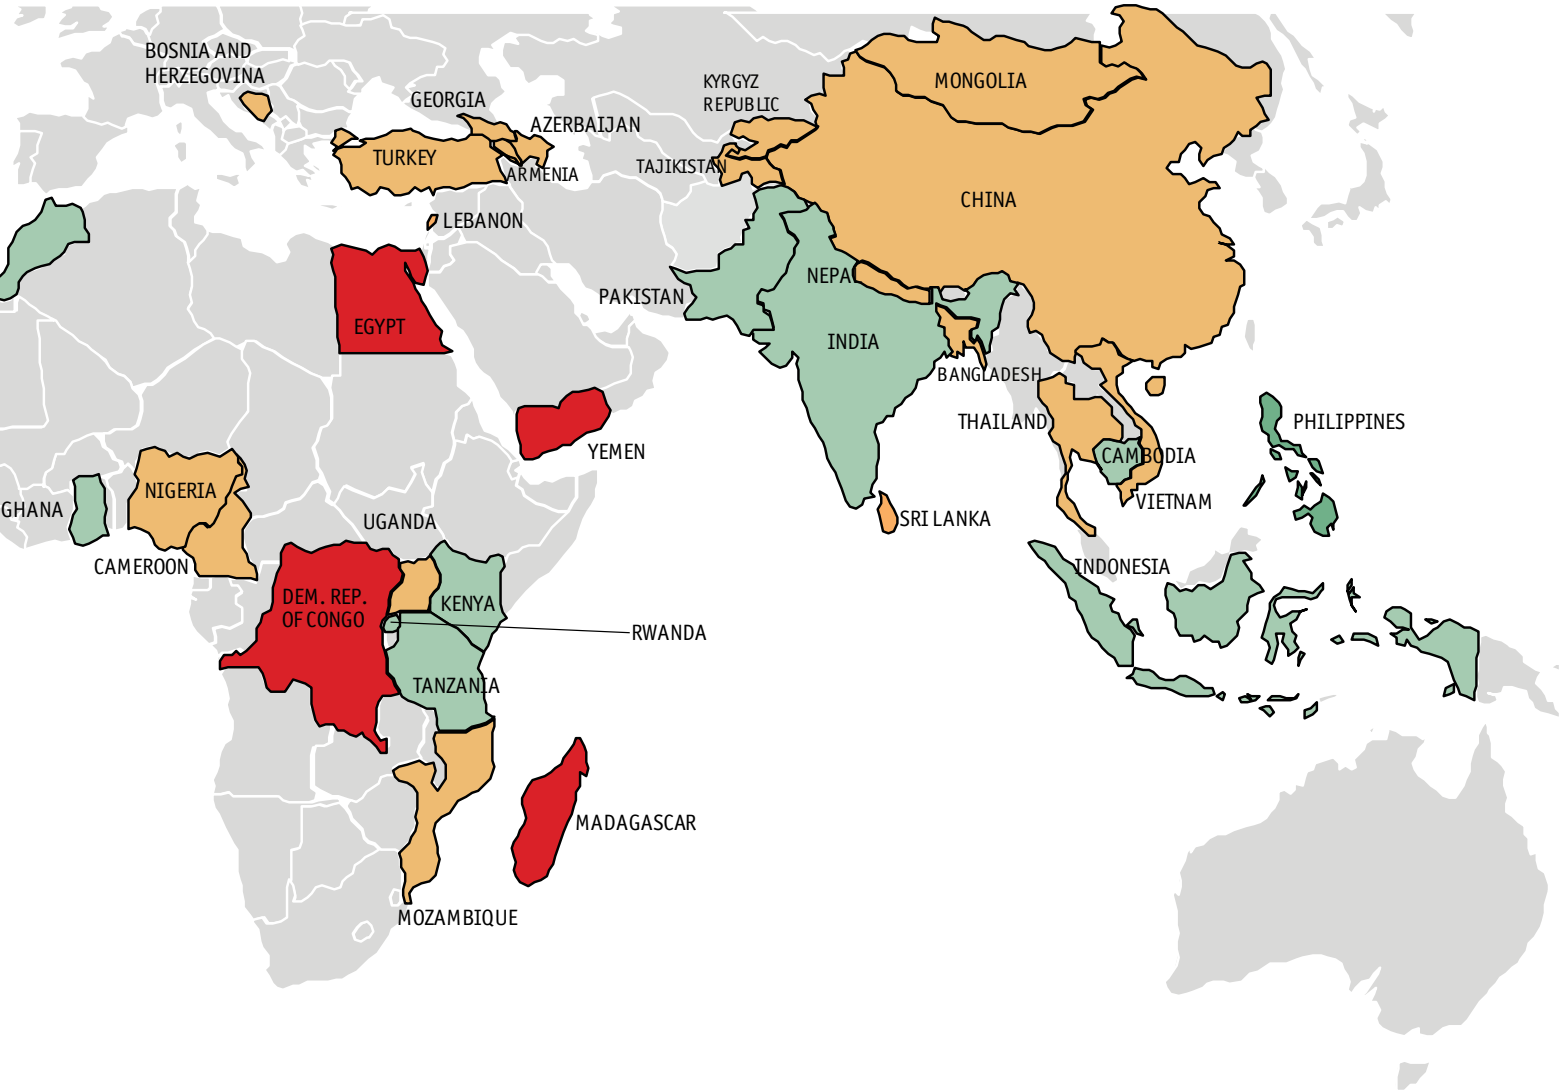 BOSNIA AND
HERZEGOVINA
GEORGIA
AZERBAIJAN
TURKEY
ARMENIA
LEBANON
KYRGYZ
REPUBLIC
TAJIKISTAN
MONGOLIA
CHINA
NEPA
PAKISTAN
EGYPT
INDIA
BANGLADESH
THAILAND
PHILIPPINES
YEMEN
CAMBODIA
NIGERIA
VIETNAM
GHANA
UGANDA
SRI LANKA
CAMEROON
INDONESIA
DEM. REP.
OF CONGO
KENYA
RWANDA
TANZANIA
MADAGASCAR
MOZAMBIQUE